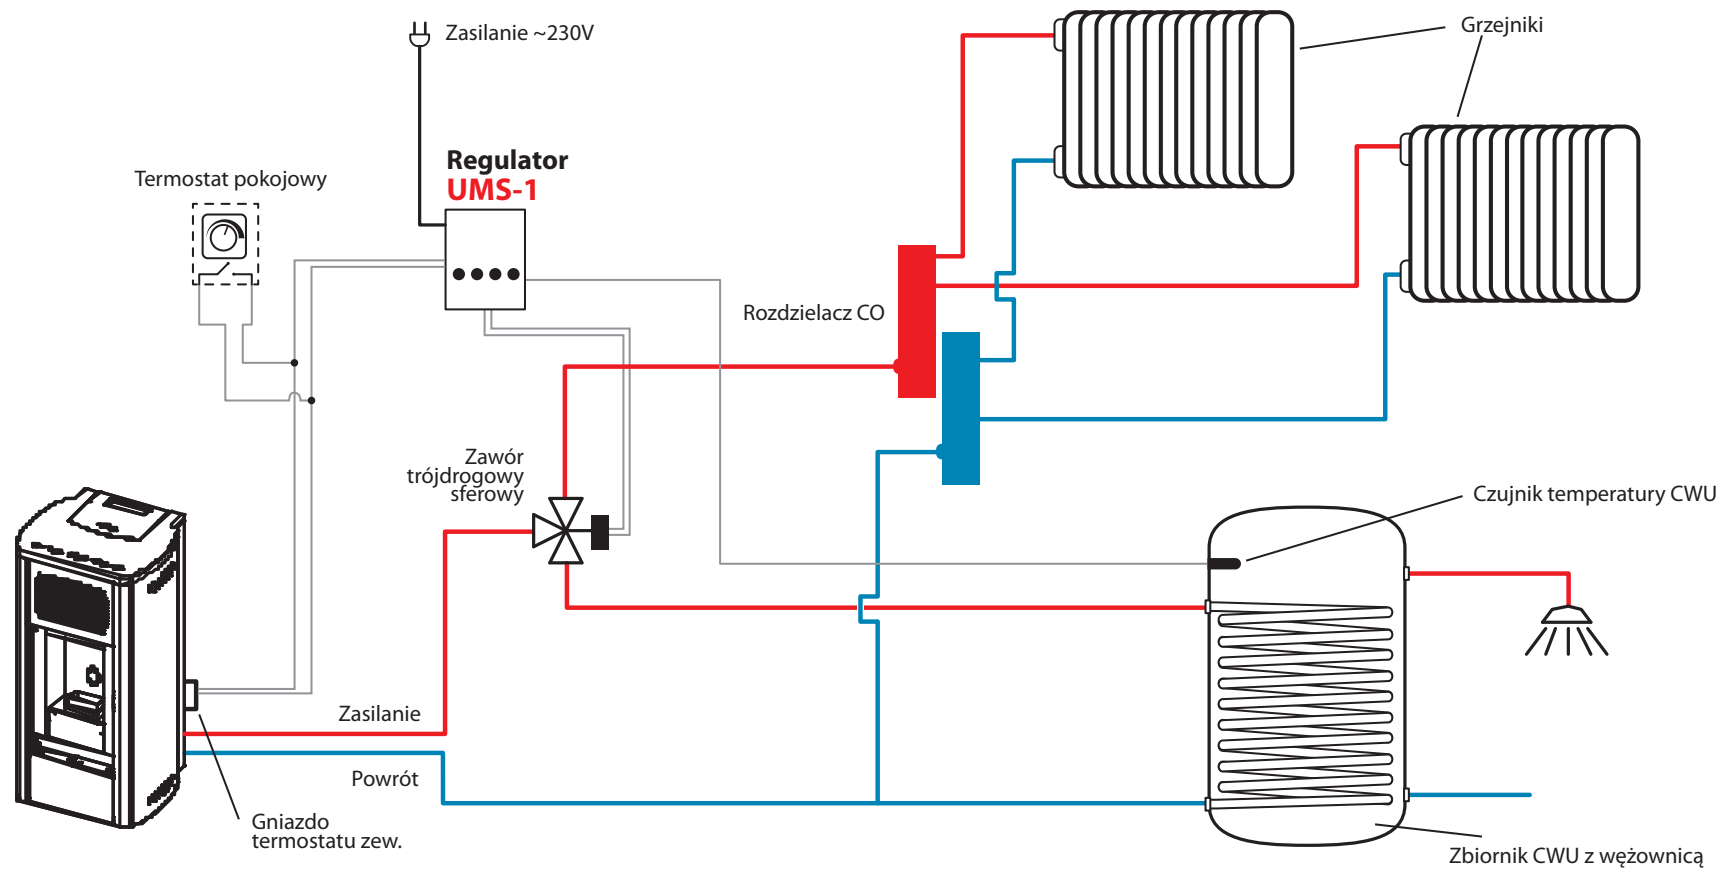 Zasilanie ~230V
Grzejniki
Regulator
UMS-1
Termostat pokojowy
Rozdzielacz CO
Zawór
trójdrogowy
sferowy
Czujnik temperatury CWU
Zasilanie
Powrót
Gniazdo
termostatu zew.
Zbiornik CWU z wężownicą